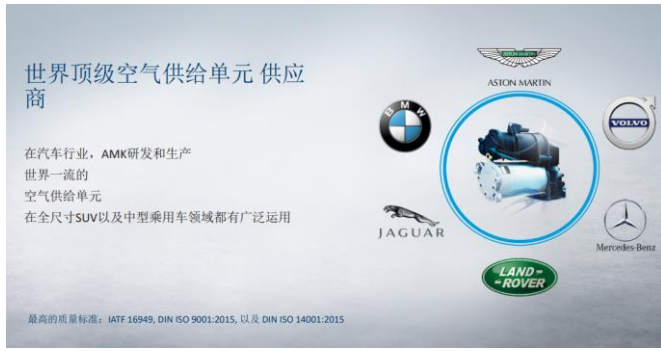 世界顶级空气供给单元 供应
商
在汽车行业，AMK研发和生产
世界一流的
空气供给单元
在全尺寸SUV以及中型乘用车领域都有广泛运用
最高的质量标准：IATF 16949, DIN ISO 9001:2015, 以及 DIN ISO 14001:2015
ASTON MARTIN
ASTON MARTIN
BMW
VOLVO
JAGUAR
Mercedes-Benz
LAND-
-ROVER